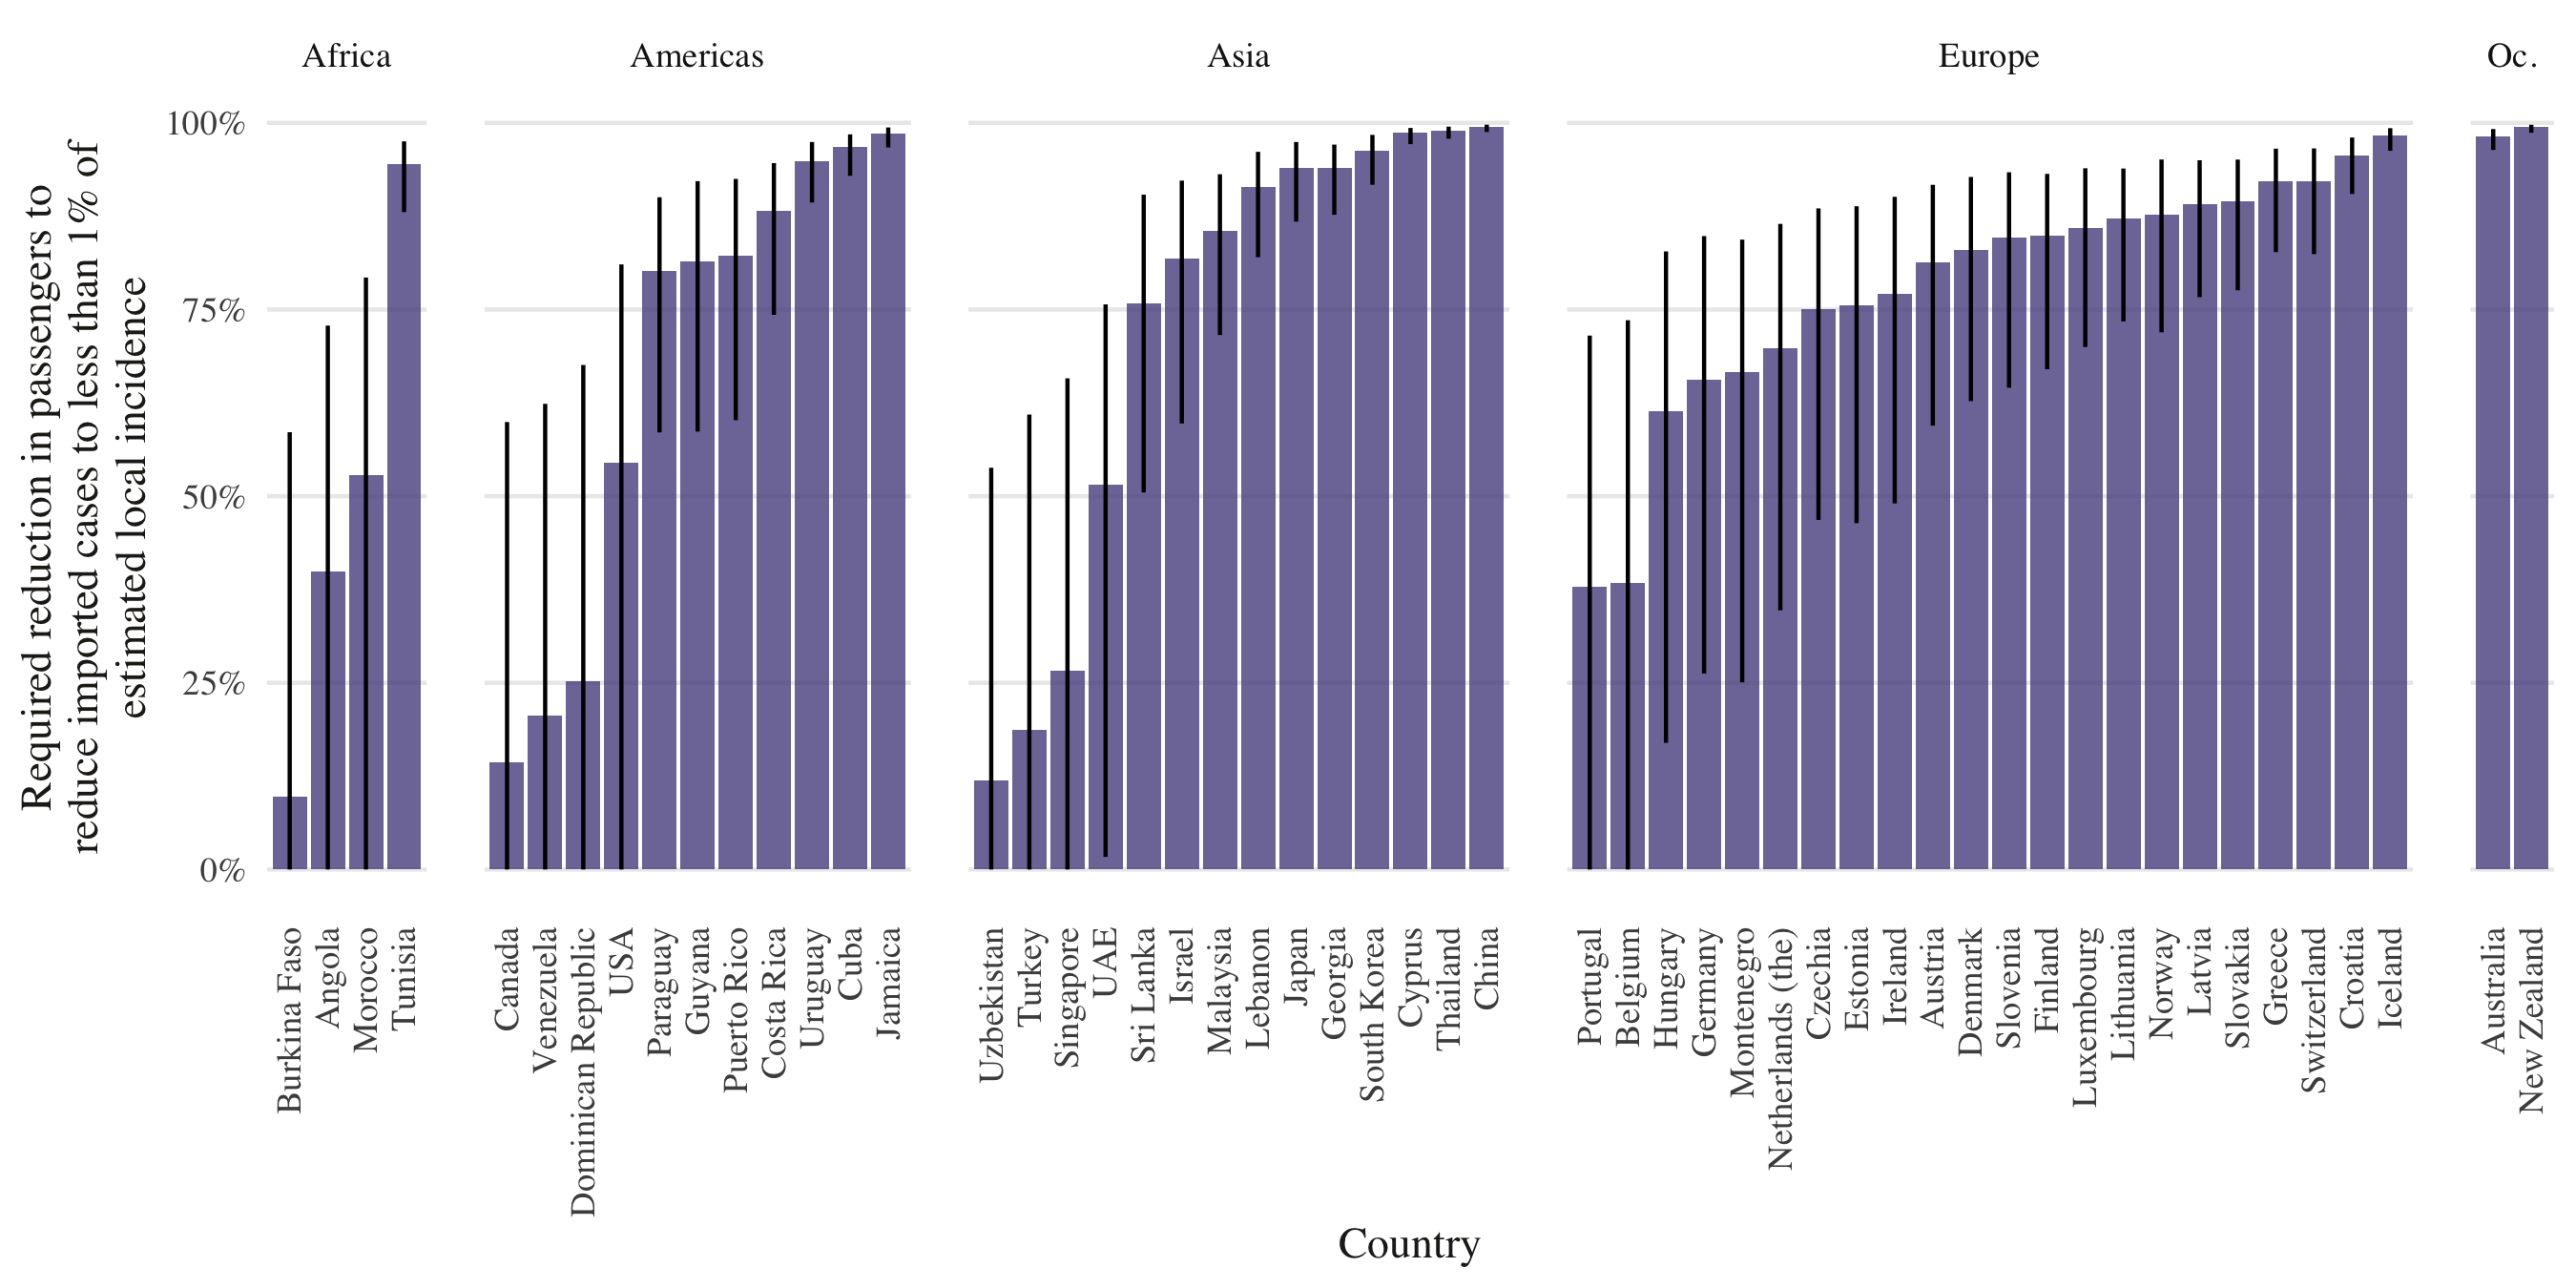 Africa
Americas
Asia
Europe
Oc.
Required reduction in passengers to
reduce imported cases to less than 1% of
estimated local incidence
100%
75%
50%
25%
0%
Burkina Faso
Angola
Morocco
Tunisia
Canada
Venezuela
Dominican Republic
USA
Paraguay
Guyana
Puerto Rico
Costa Rica
Uruguay
Cuba
Jamaica
Uzbekistan
Turkey
Singapore
UAE
Sri Lanka
Israel
Malaysia
Lebanon
Japan
Georgia
South Korea
Cyprus
Thailand
China
Portugal
Belgium
Hungary
Germany
Montenegro
Netherlands (the)
Czechia
Estonia
Ireland
Austria
Denmark
Slovenia
Finland
Luxembourg
Lithuania
Norway
Latvia
Slovakia
Greece
Switzerland
Croatia
Iceland
Australia
New Zealand
Country